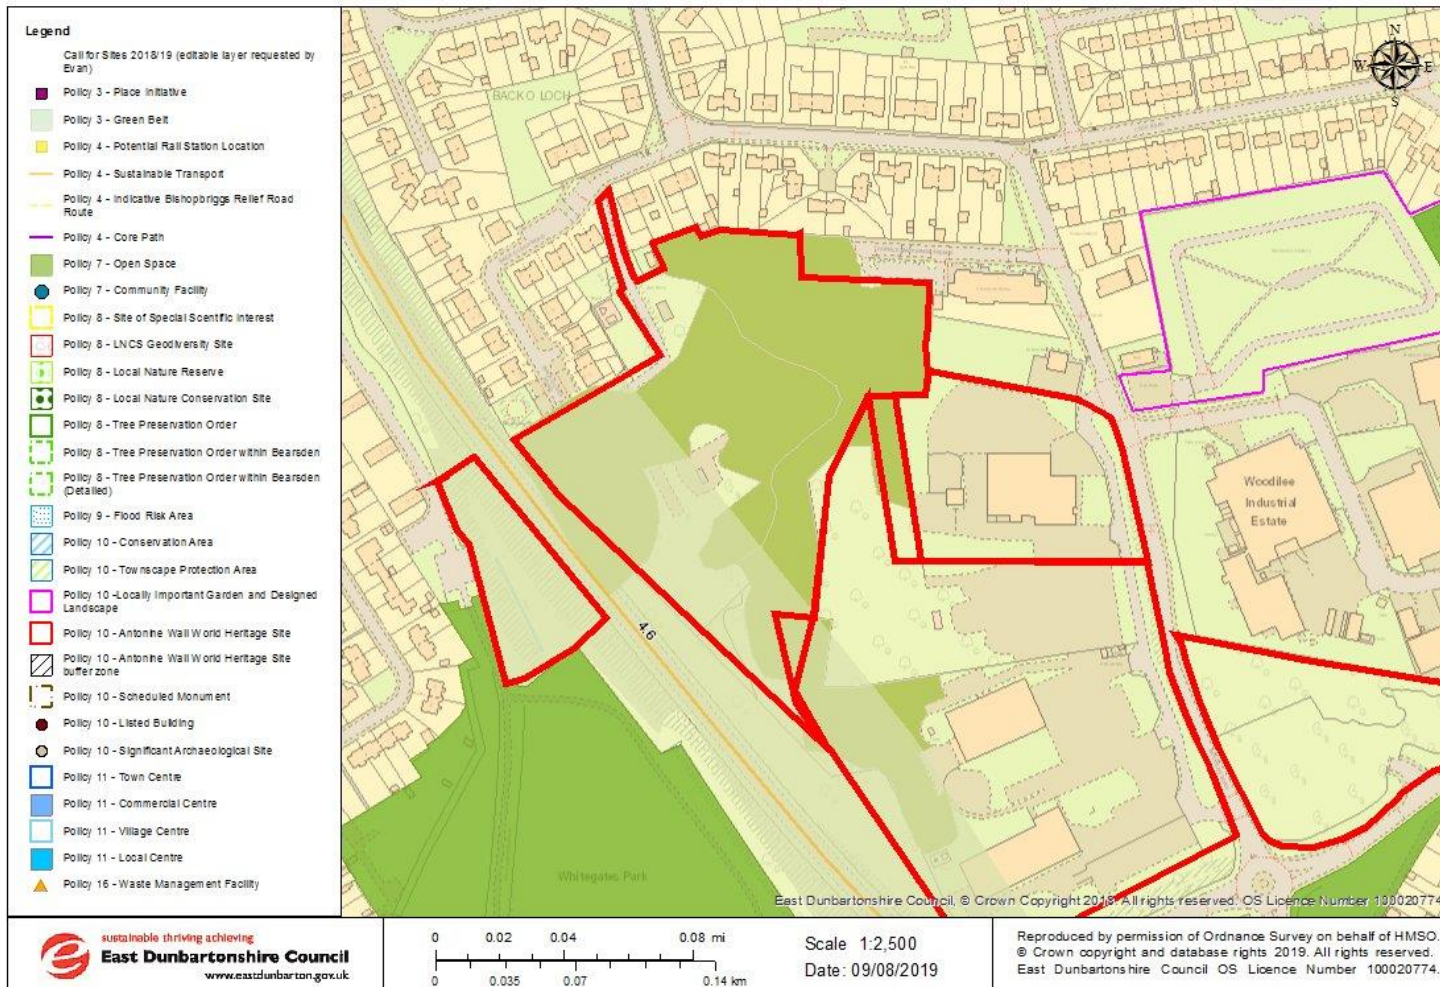 Legend
Call for Sites 2018/19 (editable layer requested by
Evan)
Policy 3 - Place Initiative
Policy 3 - Green Belt
Policy 4 - Potential Rail Station Location
Policy 4 - Sustainable Transport
Policy 4 - Indicative Bishopbriggs Relief Road
Route
Policy 4 - Core Path
Policy 7 - Open Space
Policy 7 - Community Facility
Policy 8 - Site of Special Scientific Interest
Policy 8 - LNCS Geodiversity Site
Policy 8 - Local Nature Reserve
Policy 8 - Local Nature Conservation Site
Policy 8 - Tree Preservation Order
Policy 8 - Tree Preservation Order within Bearsden
Policy 8 - Tree Preservation Order within Bearsden
(Detailed)
Policy 9 - Flood Risk Area
Policy 10 - Conservation Area
Policy 10 - Townscape Protection Area
Policy 10 -Locally Important Garden and Designed
Landscape
Policy 10 - Antonine Wall World Heritage Site
Policy 10 - Antonine Wall World Heritage Site
buffer zone
Policy 10 - Scheduled Monument
Policy 10 - Listed Building
Policy 10 - Significant Archaeological Site
Policy 11 - Town Centre
Policy 11 - Commercial Centre
Policy 11 - Village Centre
Policy 11 - Local Centre
Policy 16 - Waste Management Facility
BACK O LOCH
N
W E
S
Woodilee
Industrial
Estate
4.6
Whitegates Park
East Dunbartonshire Council, © Crown Copyright 2018. All rights reserved. OS Licence Number 100020774
sustainable thriving achieving
East Dunbartonshire Council
www.eastdunbarton.gov.uk
0 0.02 0.04 0.08 mi
0 0.035 0.07 0.14 km
Scale 1:2,500
Date: 09/08/2019
Reproduced by permission of Ordnance Survey on behalf of HMSO.
© Crown copyright and database rights 2019. All rights reserved.
East Dunbartonshire Council OS Licence Number 100020774.